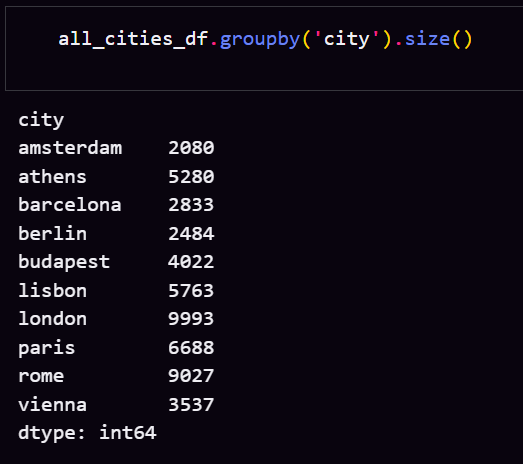 all_cities_df.groupby('city').size()
city
amsterdam    2080
athens       5280
barcelona    2833
berlin       2484
budapest     4022
lisbon       5763
london       9993
paris        6688
rome         9027
vienna       3537
dtype: int64